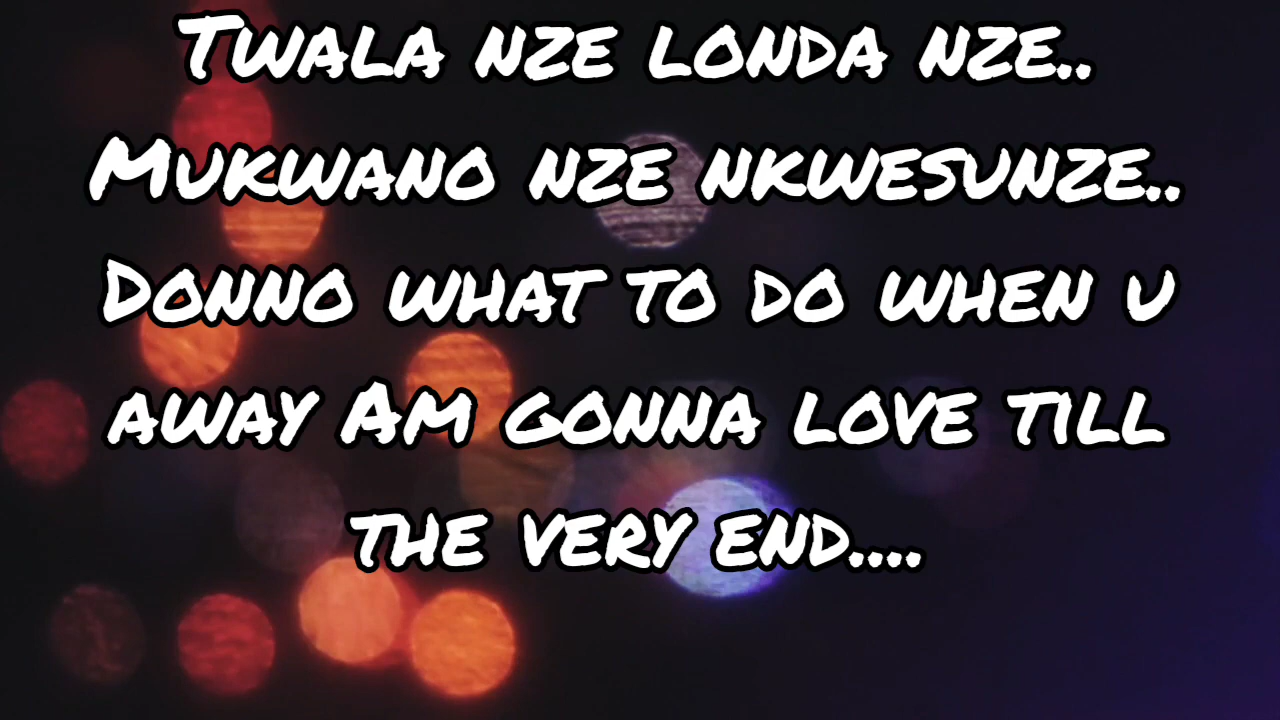 Twala nze londa nze..
Mukwano nze nkwesunze..
Donno what to do when u
away Am gonna love till
the very end....